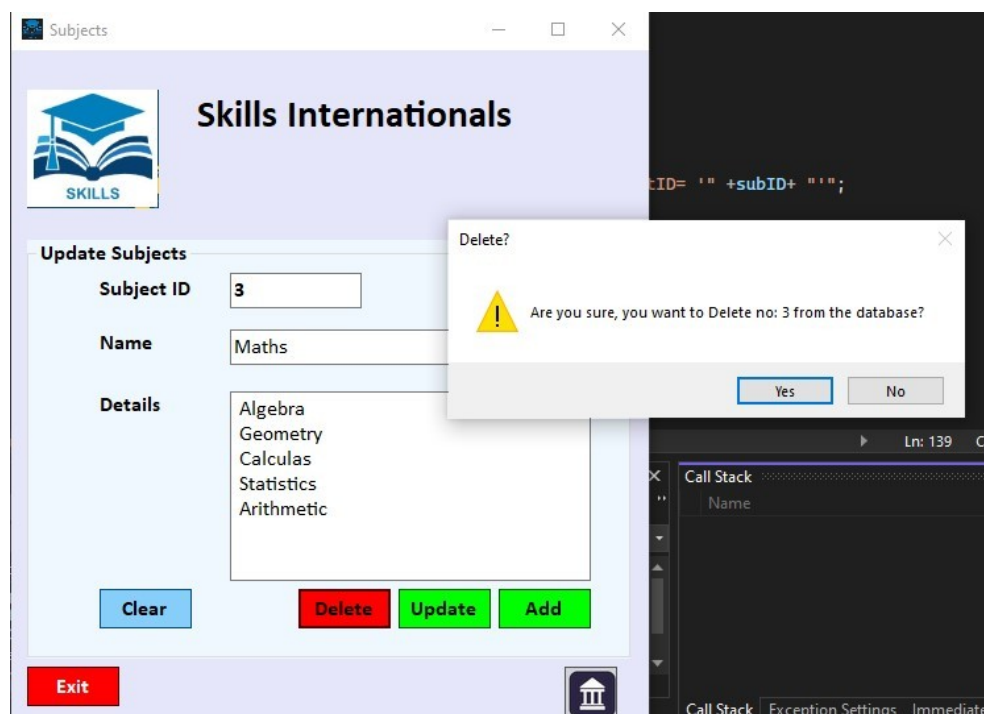 Subjects
Skills Internationals
SKILLS
tID= '" +subID+ "'";
Delete?
Update Subjects
Subject ID
3
Are you sure, you want to Delete no: 3 from the database?
Name
Maths
Yes
No
Details
Algebra
Geometry
Calculas
Statistics
Arithmetic
Ln: 139
Call Stack
Name
Clear
Delete
Update
Add
Exit
Call Stack
Exception Settings
Immediate